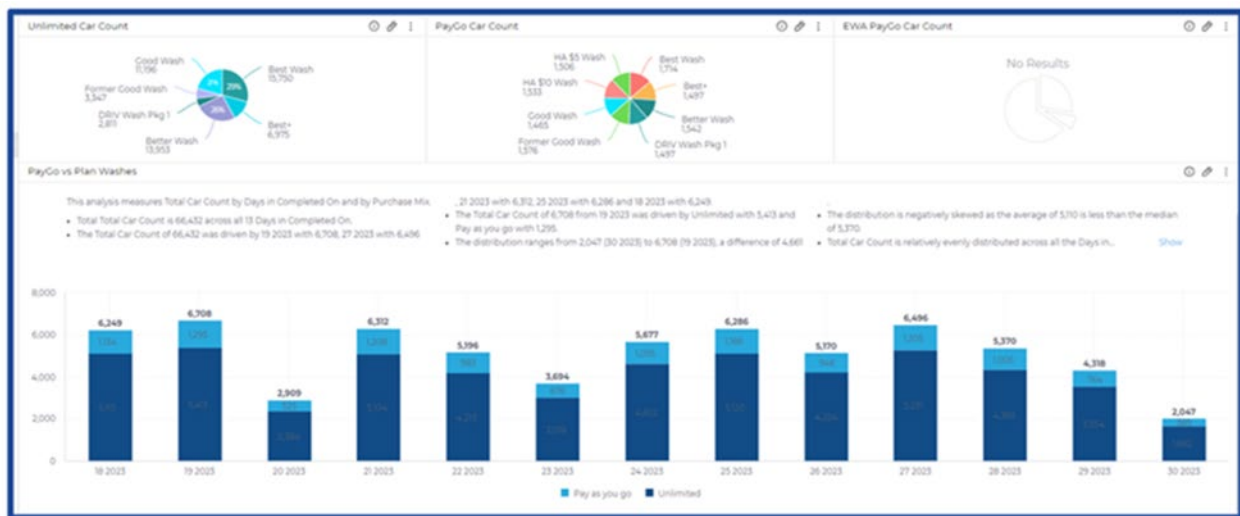 Unlimited Car Count
Good Wash
11,196
Former Good Wash
3,347
DRIV Wash Pkg 1
2,811
Better Wash
13,953
Best Wash
15,750
Best+
6,975
29%
26%
PayGo Car Count
HA $5 Wash
1,506
HA $10 Wash
1,533
Good Wash
1,465
Former Good Wash
1,576
Best Wash
1,714
Best+
1,497
Better Wash
1,542
DRIV Wash Pkg 1
1,497
EWA PayGo Car Count
No Results
PayGo vs Plan Washes
This analysis measures Total Car Count by Days in Completed On and by Purchase Mix.
• Total Total Car Count is 66,432 across all 13 Days in Completed On.
• The Total Car Count of 66,432 was driven by 19 2023 with 6,708, 27 2023 with 6,496
, 21 2023 with 6,312, 25 2023 with 6,286 and 18 2023 with 6,249.
• The Total Car Count of 6,708 from 19 2023 was driven by Unlimited with 5,413 and
Pay as you go with 1,295.
• The distribution ranges from 2,047 (30 2023) to 6,708 (19 2023), a difference of 4,661
.
• The distribution is negatively skewed as the average of 5,110 is less than the median
of 5,370.
• Total Car Count is relatively evenly distributed across all the Days in...
Show
8,000
6,000
4,000
2,000
0
6,249
6,708
1,295
5,413
2,909
6,312
5,196
3,694
5,677
6,286
5,170
6,496
5,370
4,318
764
2,047
18 2023
19 2023
20 2023
21 2023
22 2023
23 2023
24 2023
25 2023
26 2023
27 2023
28 2023
29 2023
30 2023
Pay as you go
Unlimited